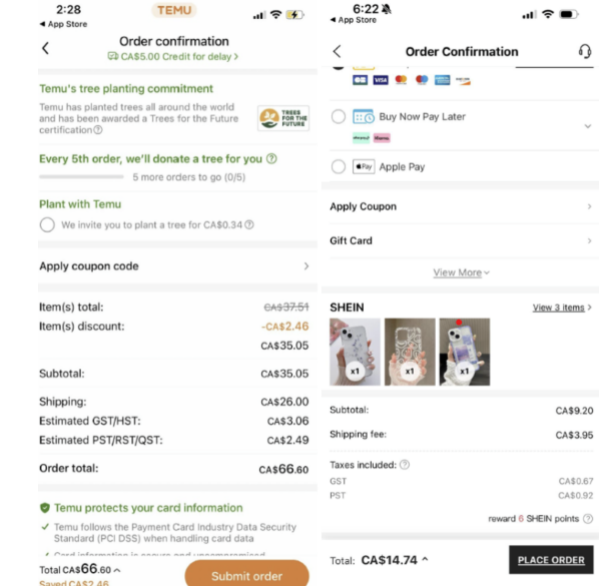 2:28
TEMU
◀ App Store
Order confirmation
CA$5.00 Credit for delay >
Temu's tree planting commitment
Temu has planted trees all around the world
and has been awarded a Trees for the Future
certification
TREES
FOR THE
FUTURE
Every 5th order, we'll donate a tree for you
5 more orders to go (0/5)
Plant with Temu
We invite you to plant a tree for CA$0.34
Apply coupon code
Item(s) total: CA$37.51
Item(s) discount: -CA$2.46
CA$35.05
Subtotal: CA$35.05
Shipping: CA$26.00
Estimated GST/HST: CA$3.06
Estimated PST/RST/QST: CA$2.49
Order total: CA$66.60
Temu protects your card information
✓ Temu follows the Payment Card Industry Data Security
Standard (PCI DSS) when handling card data
Total CA$66.60
Saved CA$2.46
Submit order
6:22
◀ App Store
Order Confirmation
VISA
Buy Now Pay Later
Klarna
Pay Apple Pay
Apply Coupon
Gift Card
View More
SHEIN
View 3 items >
x1
x1
x1
Subtotal: CA$9.20
Shipping fee: CA$3.95
Taxes included:
GST CA$0.67
PST CA$0.92
reward 6 SHEIN points
Total: CA$14.74
PLACE ORDER